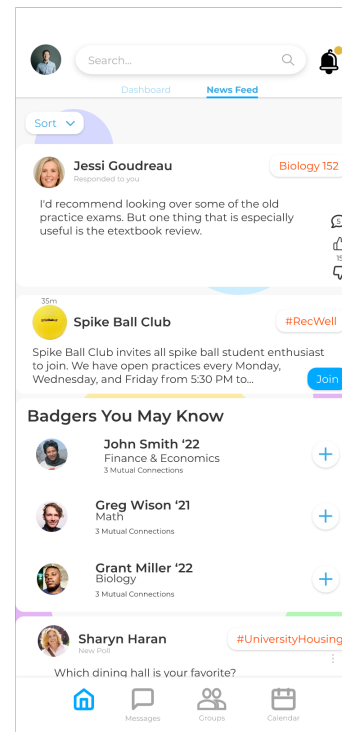 Search...
Dashboard
News Feed
Sort
Jessi Goudreau
Responded to you
Biology 152
I'd recommend looking over some of the old
practice exams. But one thing that is especially
useful is the etextbook review.
5
15
35m
Spike Ball Club
#RecWell
Spike Ball Club invites all spike ball student enthusiast
to join. We have open practices every Monday,
Wednesday, and Friday from 5:30 PM to...
Join
Badgers You May Know
John Smith ‘22
Finance & Economics
3 Mutual Connections
Greg Wison ‘21
Math
3 Mutual Connections
Grant Miller ‘22
Biology
3 Mutual Connections
Sharyn Haran
New Poll
#UniversityHousing
Which dining hall is your favorite?
Messages
Groups
Calendar